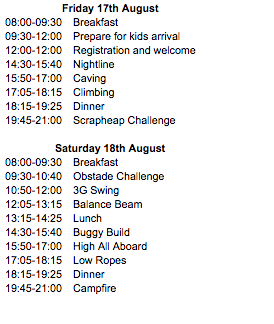 Friday 17th August
08:00-09:30 Breakfast
09:30-12:00 Prepare for kids arrival
12:00-12:00 Registration and welcome
14:30-15:40 Nightline
15:50-17:00 Caving
17:05-18:15 Climbing
18:15-19:25 Dinner
19:45-21:00 Scrapheap Challenge
Saturday 18th August
08:00-09:30 Breakfast
09:30-10:40 Obstade Challenge
10:50-12:00 3G Swing
12:05-13:15 Balance Beam
13:15-14:25 Lunch
14:30-15:40 Buggy Build
15:50-17:00 High All Aboard
17:05-18:15 Low Ropes
18:15-19:25 Dinner
19:45-21:00 Campfire